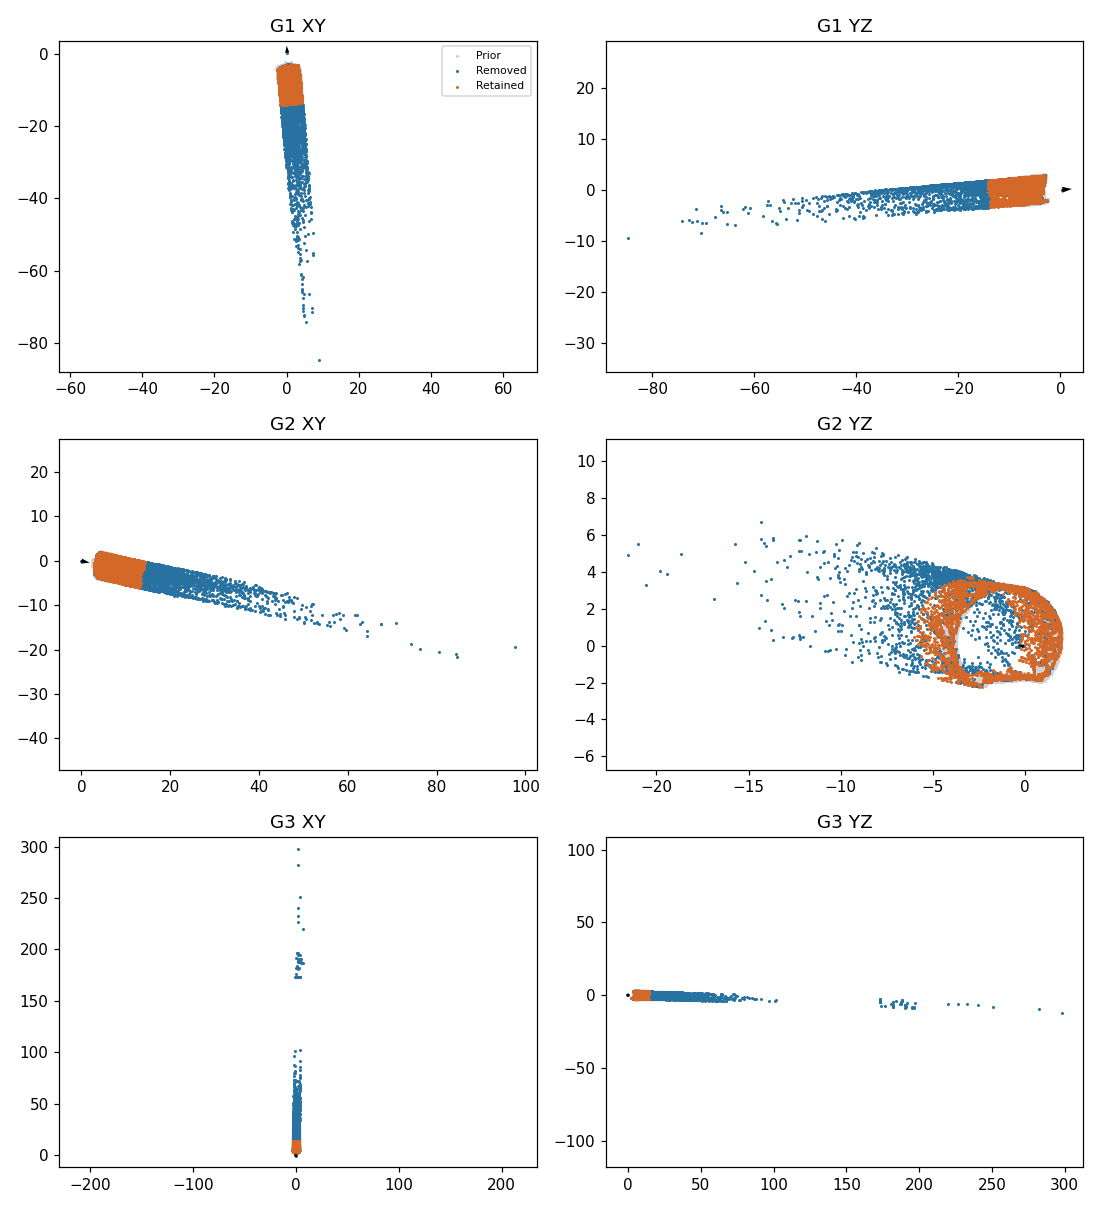 G1 XY
0
−20
−40
−60
−80
−60 −40 −20 0 20 40 60
Prior
Removed
Retained
G1 YZ
20
10
0
−10
−20
−30
−80 −60 −40 −20 0
G2 XY
20
10
0
−10
−20
−30
−40
0 20 40 60 80 100
G2 YZ
10
8
6
4
2
0
−2
−4
−6
−20 −15 −10 −5 0
G3 XY
300
250
200
150
100
50
0
−200 −100 0 100 200
G3 YZ
100
50
0
−50
−100
0 50 100 150 200 250 300